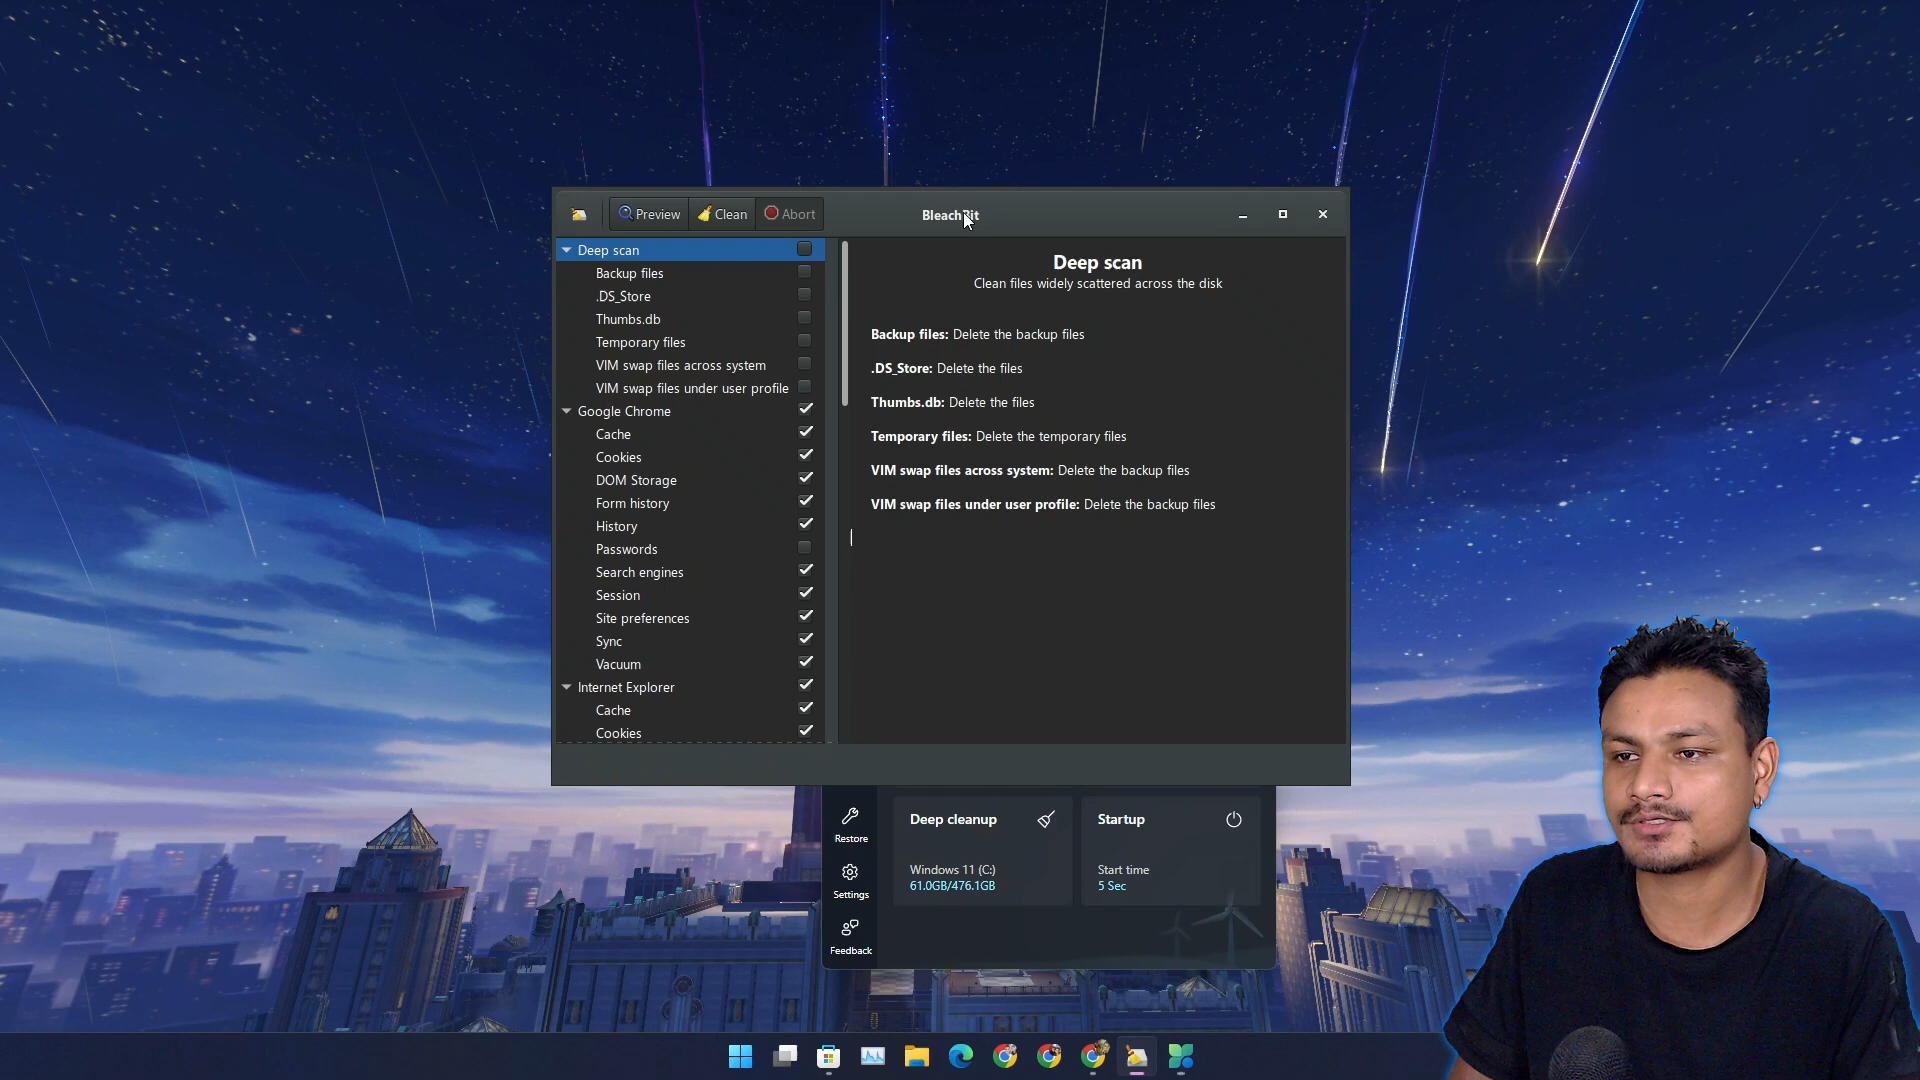 Preview
Clean
Abort
BleachBit
Deep scan
Backup files
.DS_Store
Thumbs.db
Temporary files
VIM swap files across system
VIM swap files under user profile
Google Chrome
Cache
Cookies
DOM Storage
Form history
History
Passwords
Search engines
Session
Site preferences
Sync
Vacuum
Internet Explorer
Cache
Cookies
Deep scan
Clean files widely scattered across the disk
Backup files: Delete the backup files
.DS_Store: Delete the files
Thumbs.db: Delete the files
Temporary files: Delete the temporary files
VIM swap files across system: Delete the backup files
VIM swap files under user profile: Delete the backup files
Restore
Settings
Feedback
Deep cleanup
Windows 11 (C:)
61.0GB/476.1GB
Startup
Start time
5 Sec